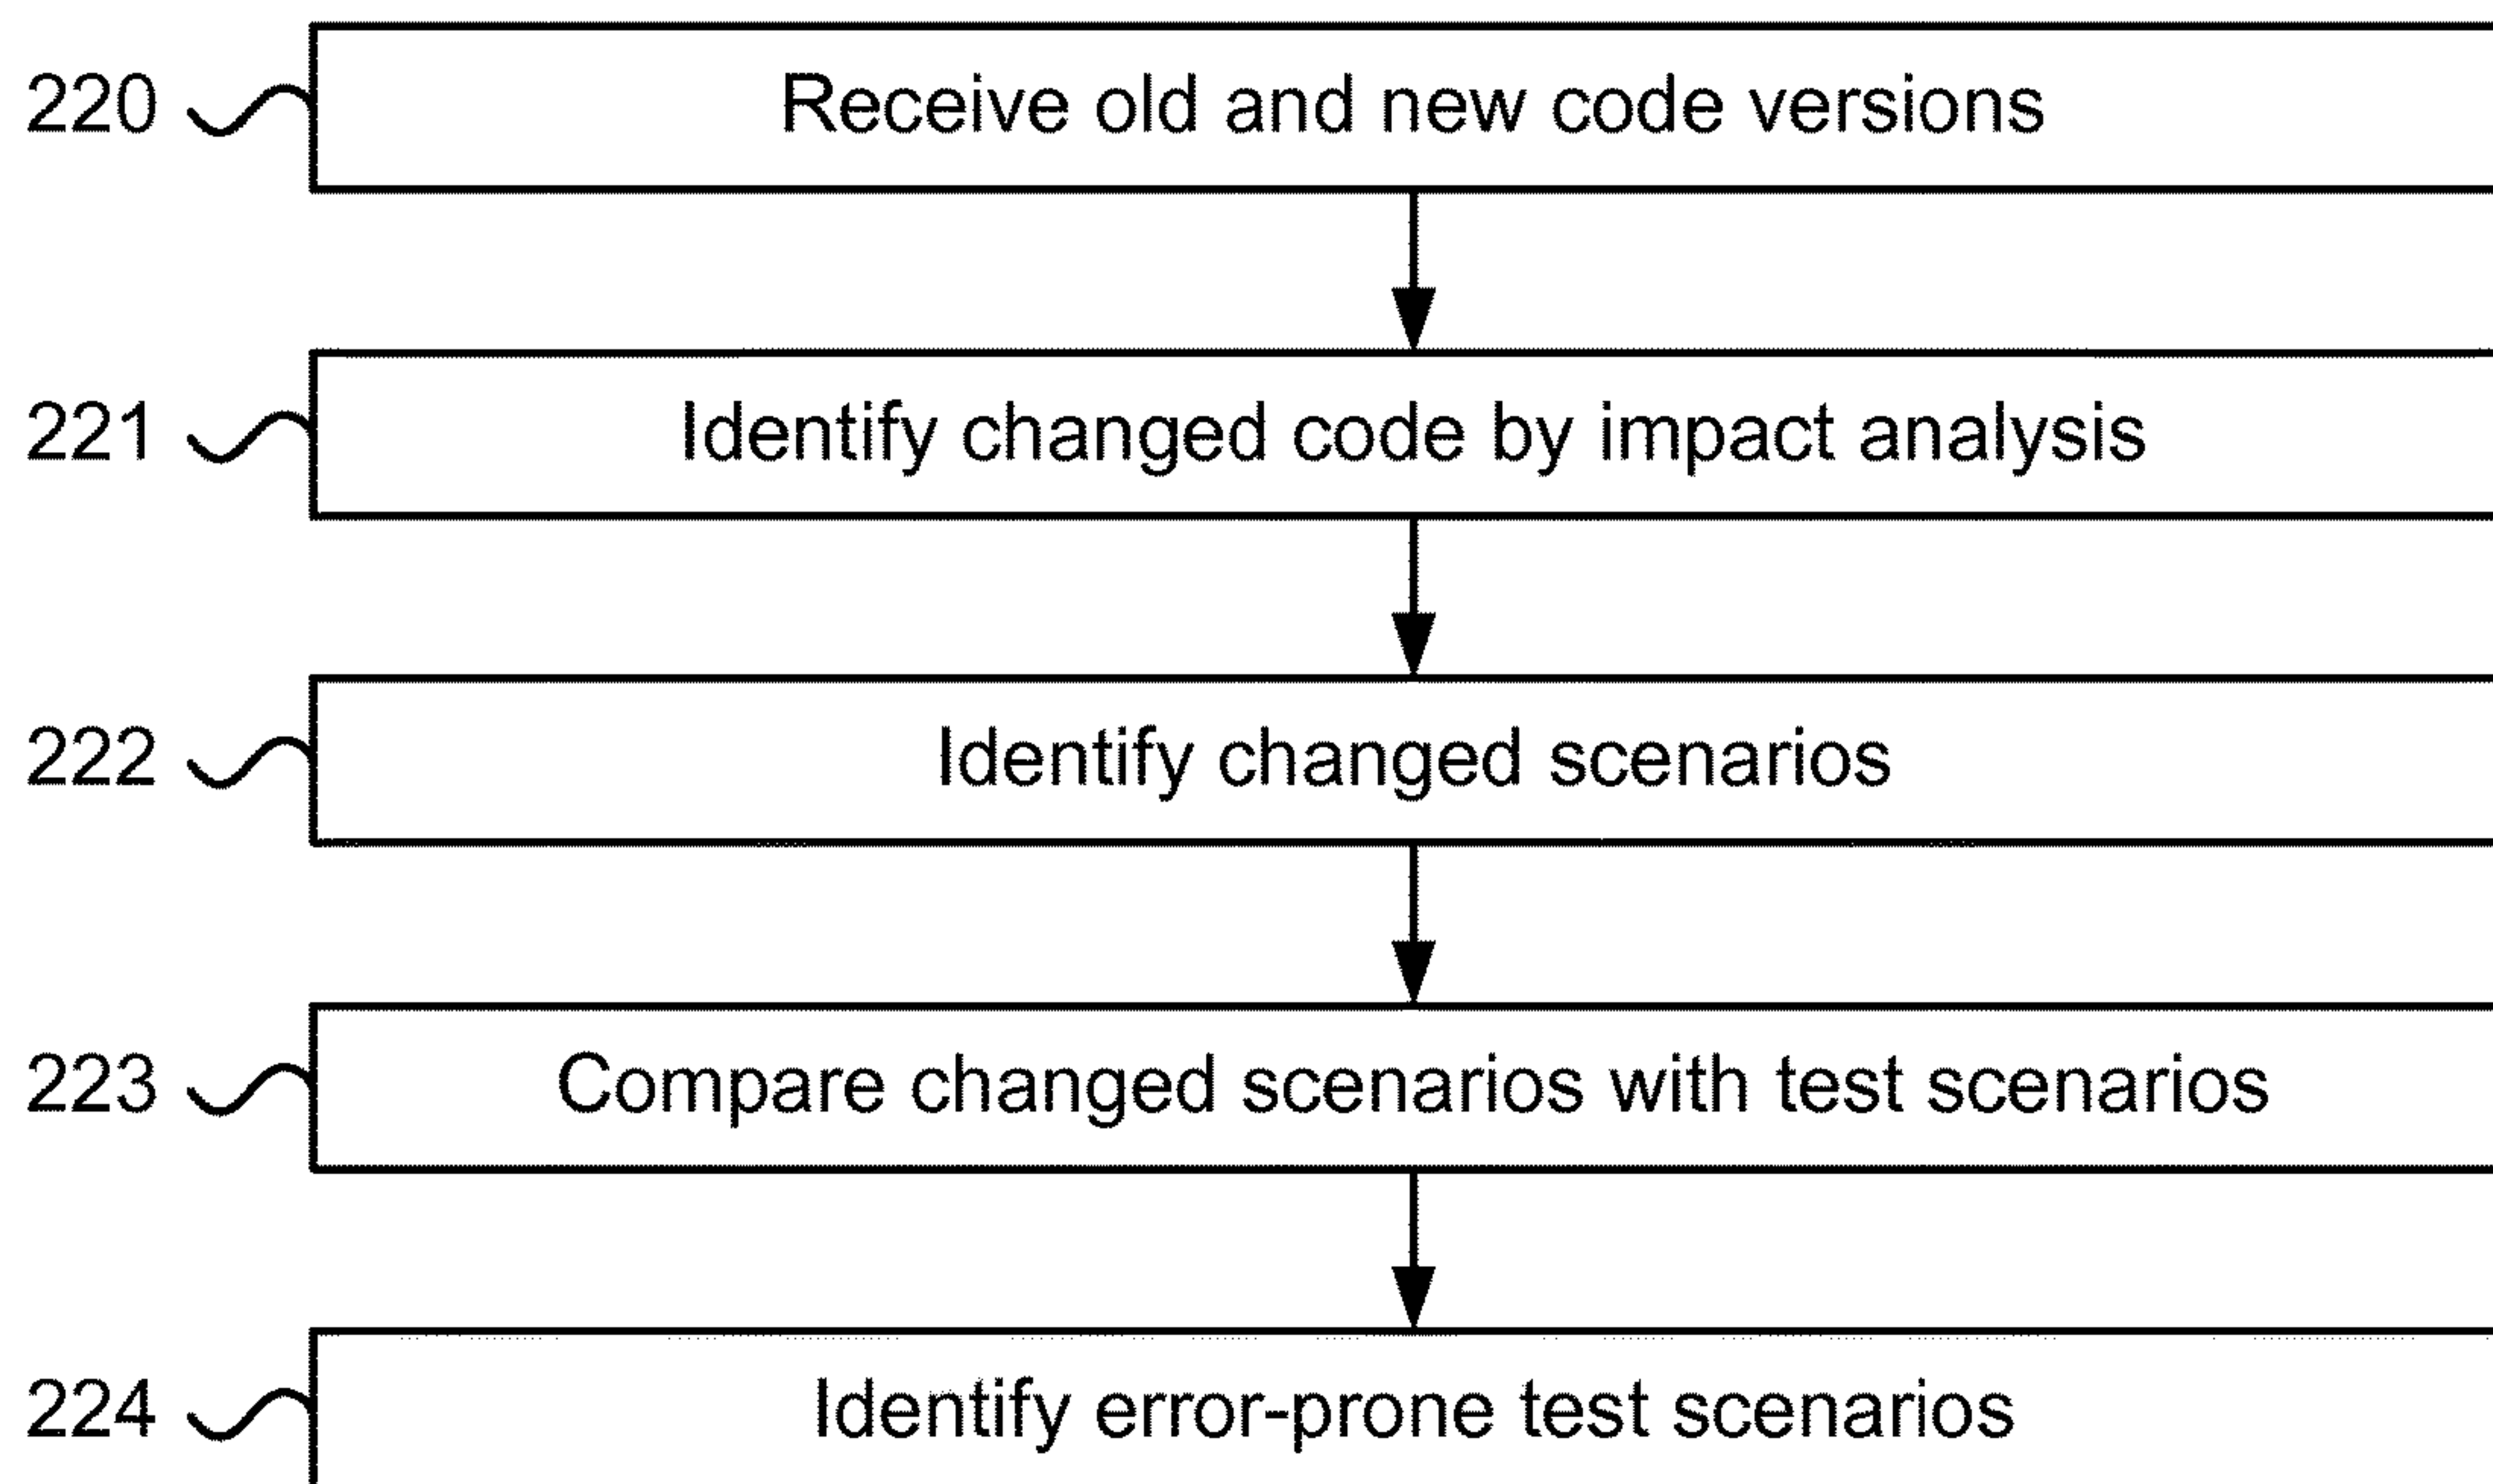 220 Receive old and new code versions
221 Identify changed code by impact analysis
222 Identify changed scenarios
223 Compare changed scenarios with test scenarios
224 Identify error-prone test scenarios